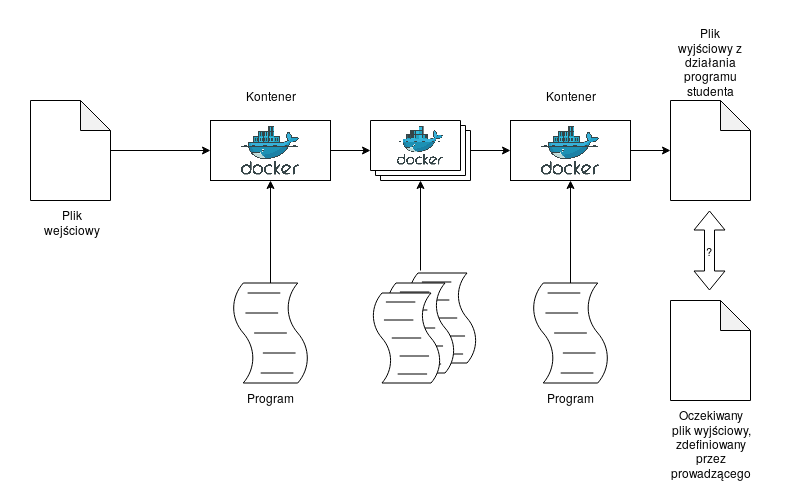 Plik
wyjściowy z
działania
programu
studenta
Kontener
Kontener
docker
docker
docker
Plik
wejściowy
?
Program
Program
Oczekiwany
plik wyjściowy,
zdefiniowany
przez
prowadzącego